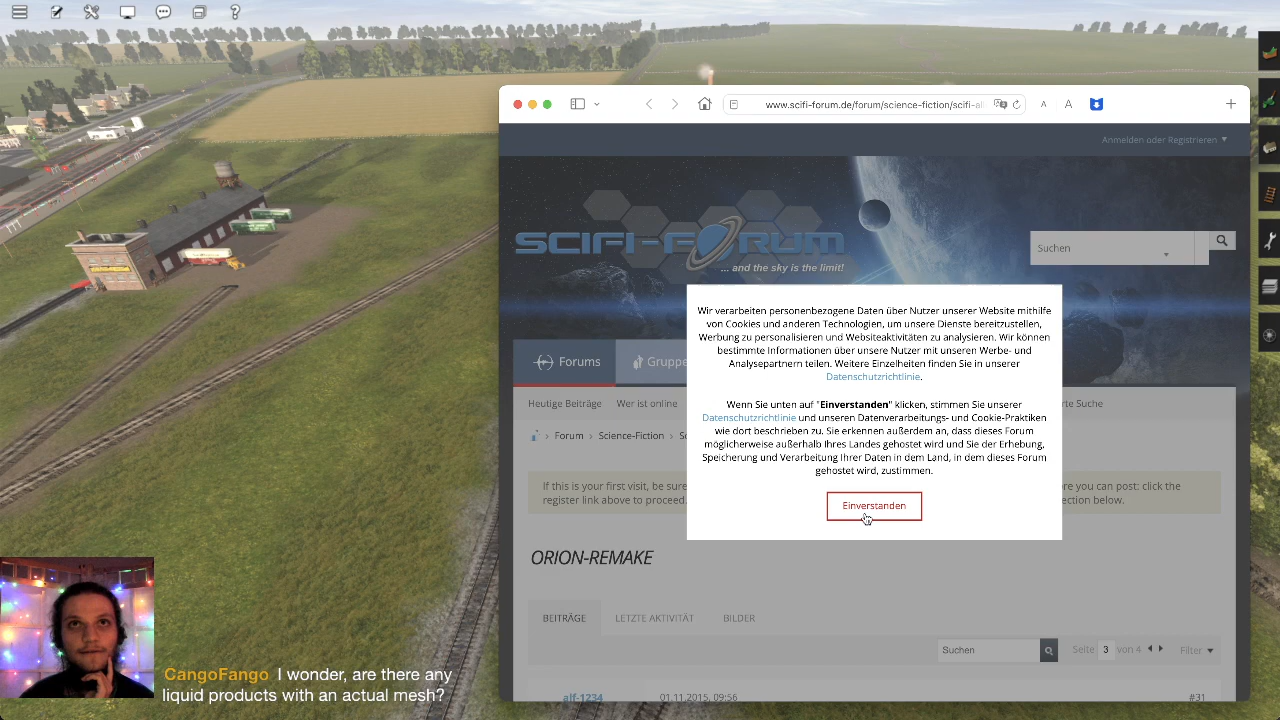 www.scifi-forum.de/forum/science-fiction/scifi-al
A A
Anmelden oder Registrieren
SCIFI-FORUM
... and the sky is the limit!
Suchen
Forums
Gruppe
Wir verarbeiten personenbezogene Daten über Nutzer unserer Website mithilfe
von Cookies und anderen Technologien, um unsere Dienste bereitzustellen,
Werbung zu personalisieren und Websiteaktivitäten zu analysieren. Wir können
bestimmte Informationen über unsere Nutzer mit unseren Werbe- und
Analysepartnern teilen. Weitere Einzelheiten finden Sie in unserer
Datenschutzrichtlinie.
Wenn Sie unten auf "Einverstanden" klicken, stimmen Sie unserer
Datenschutzrichtlinie und unseren Datenverarbeitungs- und Cookie-Praktiken
wie dort beschrieben zu. Sie erkennen außerdem an, dass dieses Forum
möglicherweise außerhalb Ihres Landes gehostet wird und Sie der Erhebung,
Speicherung und Verarbeitung Ihrer Daten in dem Land, in dem dieses Forum
gehostet wird, zustimmen.
Einverstanden
Heutige Beiträge Wer ist online rte Suche
Forum > Science-Fiction > Sc
If this is your first visit, be sure ore you can post: click the
register link above to proceed. ection below.
ORION-REMAKE
BEITRÄGE LETZTE AKTIVITÄT BILDER
Suchen Seite 3 von 4 Filter
alf-1234 01.11.2015, 09:56 #31
CangoFango I wonder, are there any
liquid products with an actual mesh?